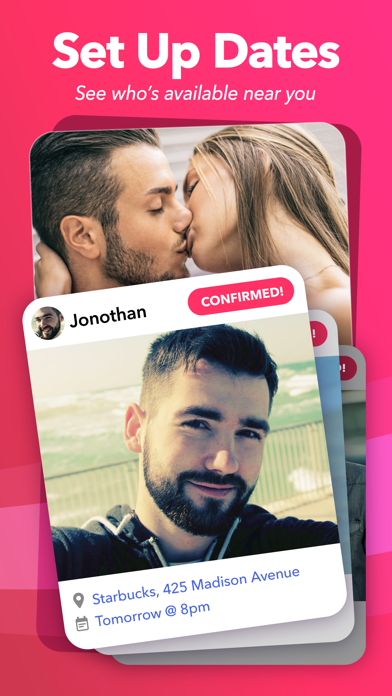 Set Up Dates
See who's available near you
Jonothan
CONFIRMED!
!
D!
Starbucks, 425 Madison Avenue
Tomorrow @ 8pm